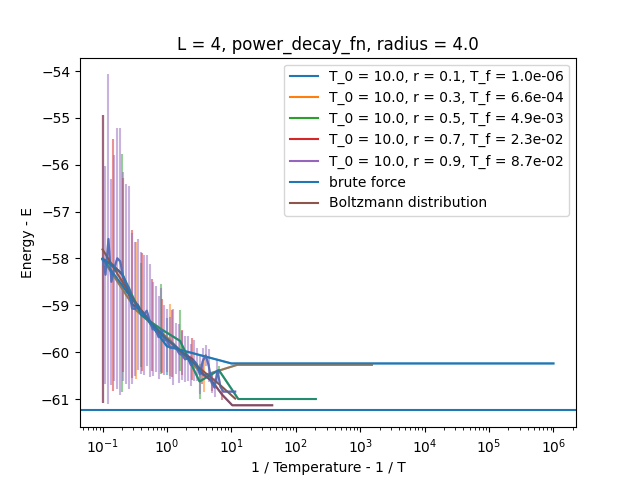 L = 4, power_decay_fn, radius = 4.0
T_0 = 10.0, r = 0.1, T_f = 1.0e-06
T_0 = 10.0, r = 0.3, T_f = 6.6e-04
T_0 = 10.0, r = 0.5, T_f = 4.9e-03
T_0 = 10.0, r = 0.7, T_f = 2.3e-02
T_0 = 10.0, r = 0.9, T_f = 8.7e-02
brute force
Boltzmann distribution
Energy - E
−54
−55
−56
−57
−58
−59
−60
−61
10⁻¹ 10⁰ 10¹ 10² 10³ 10⁴ 10⁵ 10⁶
1 / Temperature - 1 / T